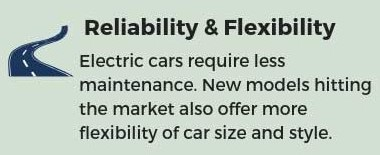 Reliability & Flexibility
Electric cars require less
maintenance. New models hitting
the market also offer more
flexibility of car size and style.